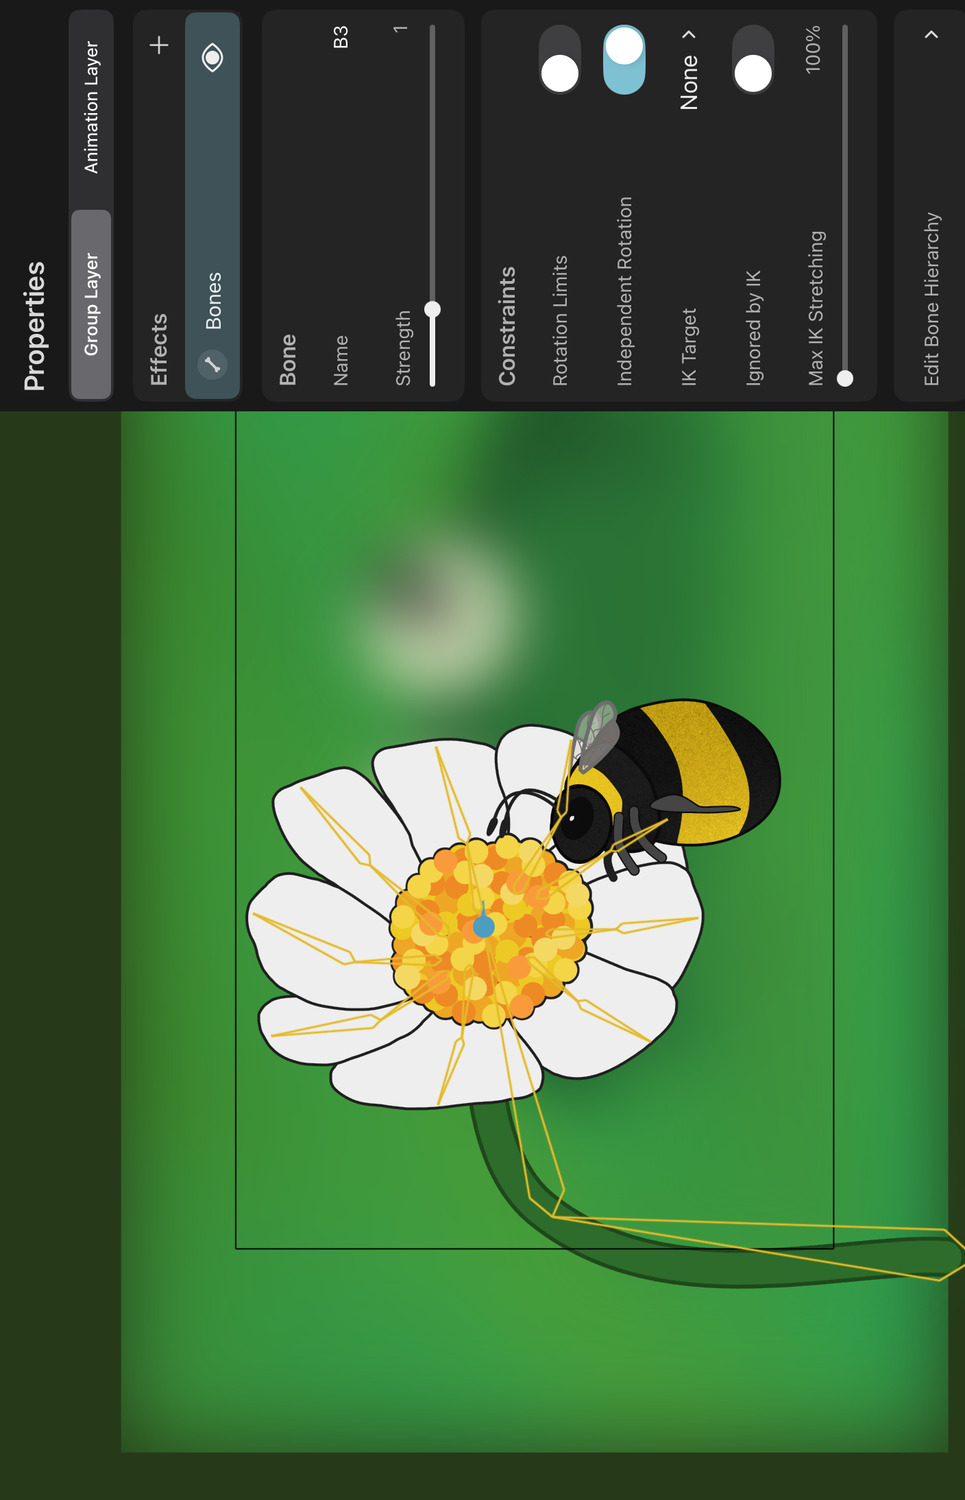 Properties
Group Layer
Animation Layer
Effects
Bones
Bone
Name B3
Strength 1
Constraints
Rotation Limits
Independent Rotation
IK Target None
Ignored by IK
Max IK Stretching 100%
Edit Bone Hierarchy